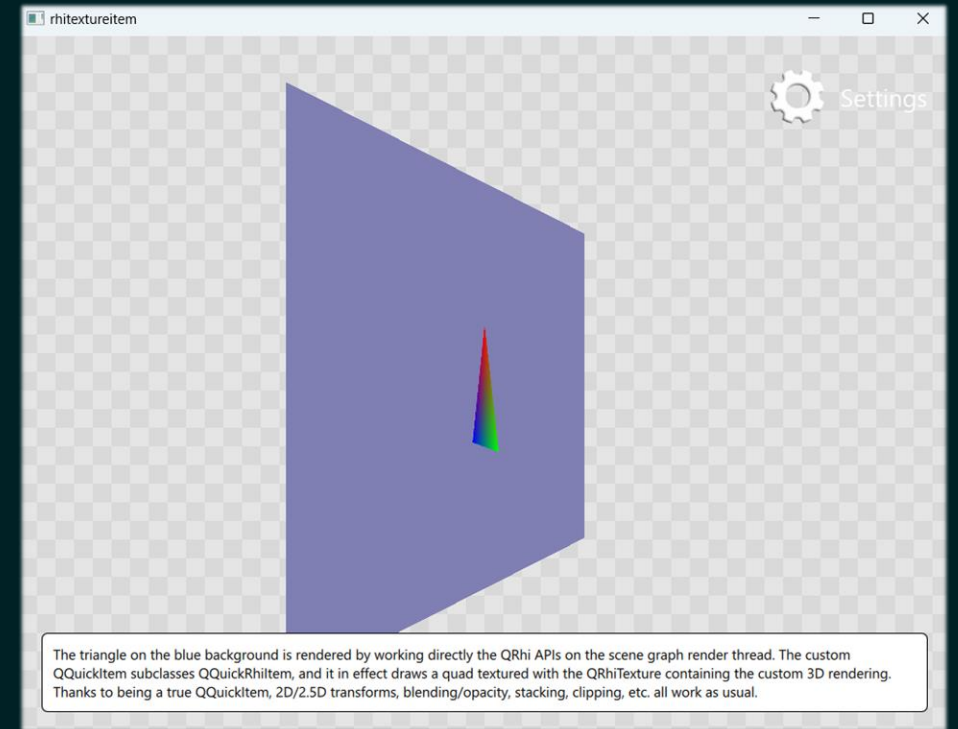 rhitextureitem
Settings
The triangle on the blue background is rendered by working directly the QRhi APIs on the scene graph render thread. The custom
QQuickItem subclasses QQuickRhiItem, and it in effect draws a quad textured with the QRhiTexture containing the custom 3D rendering.
Thanks to being a true QQuickItem, 2D/2.5D transforms, blending/opacity, stacking, clipping, etc. all work as usual.